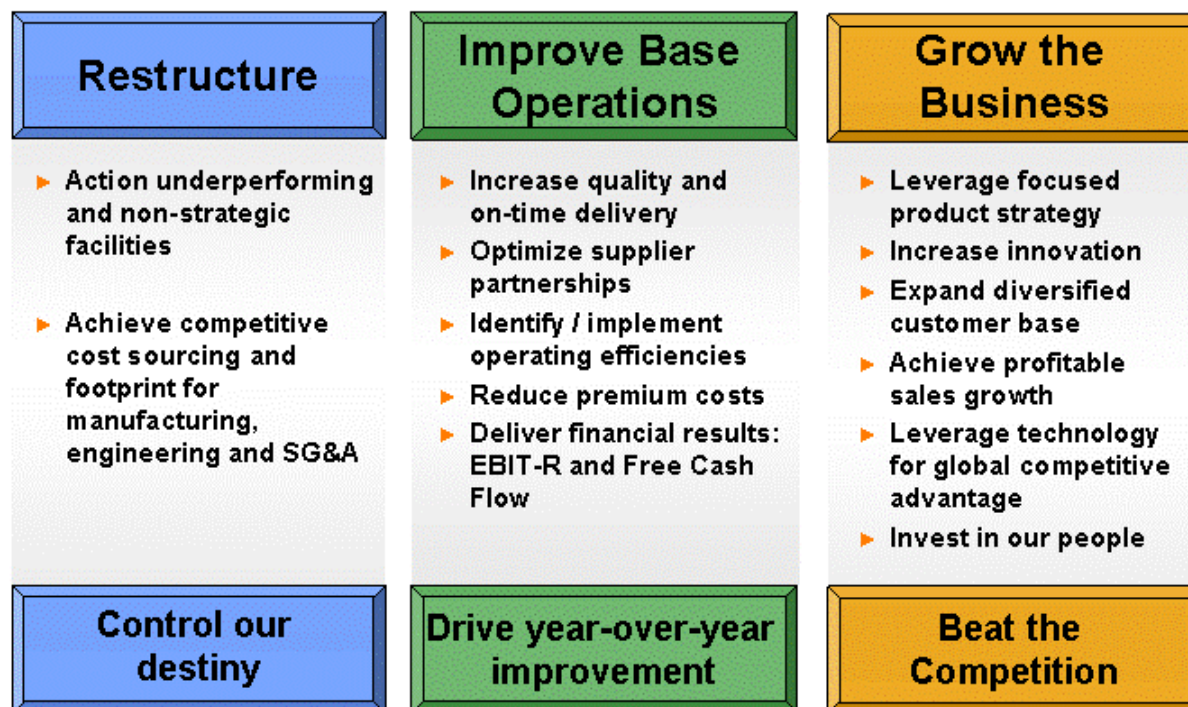 Restructure
Action underperforming
and non-strategic
facilities
Achieve competitive
cost sourcing and
footprint for
manufacturing,
engineering and SG&A
Control our
destiny
Improve Base
Operations
Increase quality and
on-time delivery
Optimize supplier
partnerships
Identify / implement
operating efficiencies
Reduce premium costs
Deliver financial results:
EBIT-R and Free Cash
Flow
Drive year-over-year
improvement
Grow the
Business
Leverage focused
product strategy
Increase innovation
Expand diversified
customer base
Achieve profitable
sales growth
Leverage technology
for global competitive
advantage
Invest in our people
Beat the
Competition